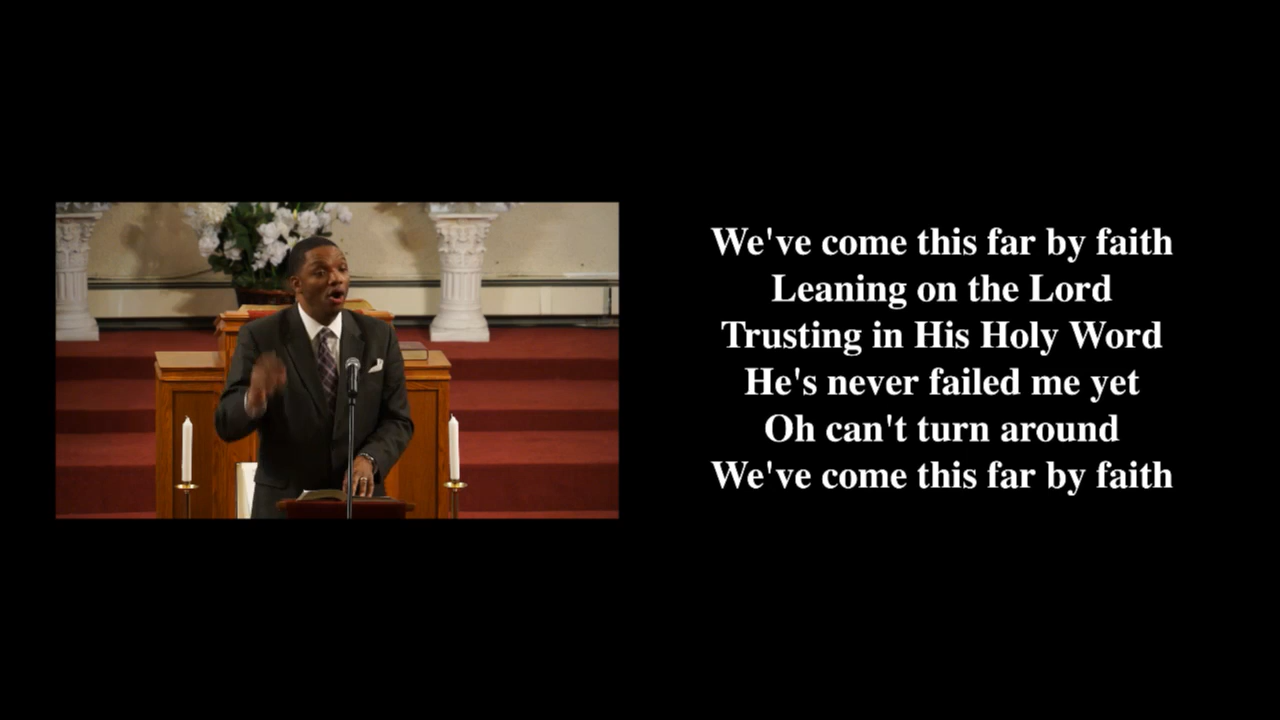 We've come this far by faith
Leaning on the Lord
Trusting in His Holy Word
He's never failed me yet
Oh can't turn around
We've come this far by faith